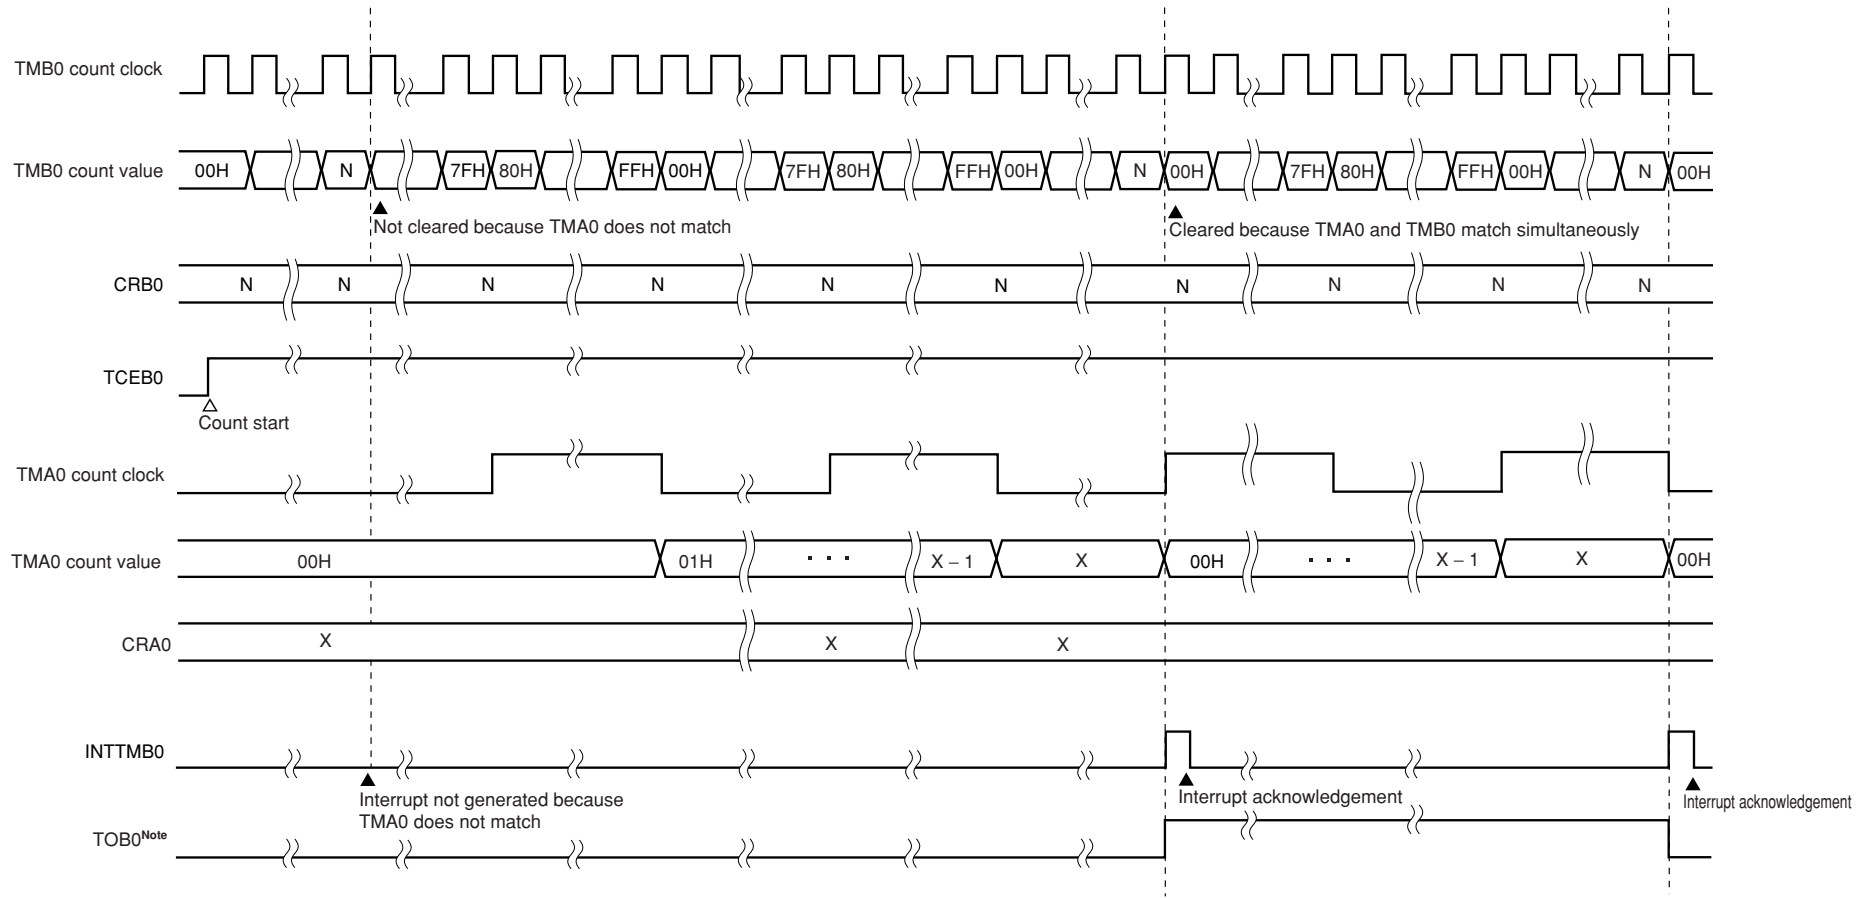 TMB0 count clock
TMB0 count value 00H N 7FH 80H FFH 00H 7FH 80H FFH 00H N 00H 7FH 80H FFH 00H N 00H
Not cleared because TMA0 does not match
Cleared because TMA0 and TMB0 match simultaneously
CRB0 N N N N N N N N N N
TCEB0
Count start
TMA0 count clock
TMA0 count value 00H 01H · · · X – 1 X 00H · · · X – 1 X 00H
CRA0 X X X
INTTMB0
Interrupt not generated because
TMA0 does not match
Interrupt acknowledgement
Interrupt acknowledgement
TOB0Note